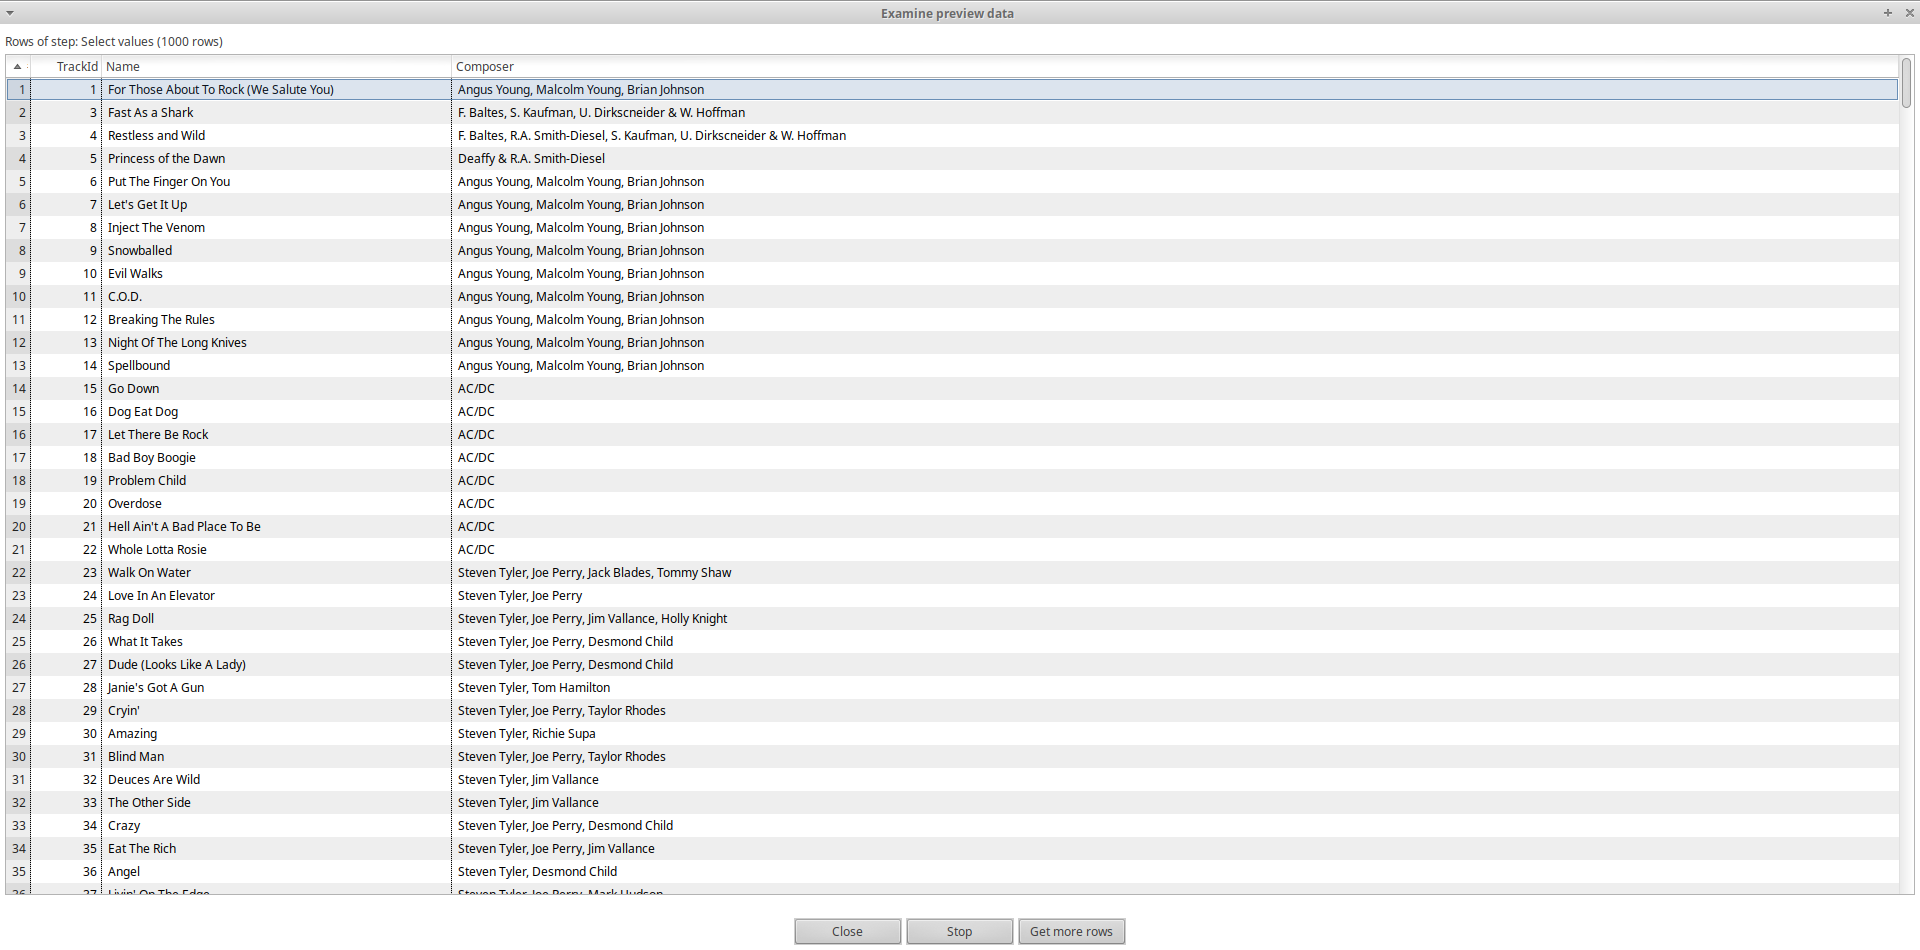 Examine preview data
Rows of step: Select values (1000 rows)
TrackId Name Composer
1 1 For Those About To Rock (We Salute You) Angus Young, Malcolm Young, Brian Johnson
2 3 Fast As a Shark F. Baltes, S. Kaufman, U. Dirkscneider & W. Hoffman
3 4 Restless and Wild F. Baltes, R.A. Smith-Diesel, S. Kaufman, U. Dirkscneider & W. Hoffman
4 5 Princess of the Dawn Deaffy & R.A. Smith-Diesel
5 6 Put The Finger On You Angus Young, Malcolm Young, Brian Johnson
6 7 Let's Get It Up Angus Young, Malcolm Young, Brian Johnson
7 8 Inject The Venom Angus Young, Malcolm Young, Brian Johnson
8 9 Snowballed Angus Young, Malcolm Young, Brian Johnson
9 10 Evil Walks Angus Young, Malcolm Young, Brian Johnson
10 11 C.O.D. Angus Young, Malcolm Young, Brian Johnson
11 12 Breaking The Rules Angus Young, Malcolm Young, Brian Johnson
12 13 Night Of The Long Knives Angus Young, Malcolm Young, Brian Johnson
13 14 Spellbound Angus Young, Malcolm Young, Brian Johnson
14 15 Go Down AC/DC
15 16 Dog Eat Dog AC/DC
16 17 Let There Be Rock AC/DC
17 18 Bad Boy Boogie AC/DC
18 19 Problem Child AC/DC
19 20 Overdose AC/DC
20 21 Hell Ain't A Bad Place To Be AC/DC
21 22 Whole Lotta Rosie AC/DC
22 23 Walk On Water Steven Tyler, Joe Perry, Jack Blades, Tommy Shaw
23 24 Love In An Elevator Steven Tyler, Joe Perry
24 25 Rag Doll Steven Tyler, Joe Perry, Jim Vallance, Holly Knight
25 26 What It Takes Steven Tyler, Joe Perry, Desmond Child
26 27 Dude (Looks Like A Lady) Steven Tyler, Joe Perry, Desmond Child
27 28 Janie's Got A Gun Steven Tyler, Tom Hamilton
28 29 Cryin' Steven Tyler, Joe Perry, Taylor Rhodes
29 30 Amazing Steven Tyler, Richie Supa
30 31 Blind Man Steven Tyler, Joe Perry, Taylor Rhodes
31 32 Deuces Are Wild Steven Tyler, Jim Vallance
32 33 The Other Side Steven Tyler, Jim Vallance
33 34 Crazy Steven Tyler, Joe Perry, Desmond Child
34 35 Eat The Rich Steven Tyler, Joe Perry, Jim Vallance
35 36 Angel Steven Tyler, Desmond Child
36 37 Livin' On The Edge Steven Tyler, Joe Perry, Mark Hudson
Close Stop Get more rows